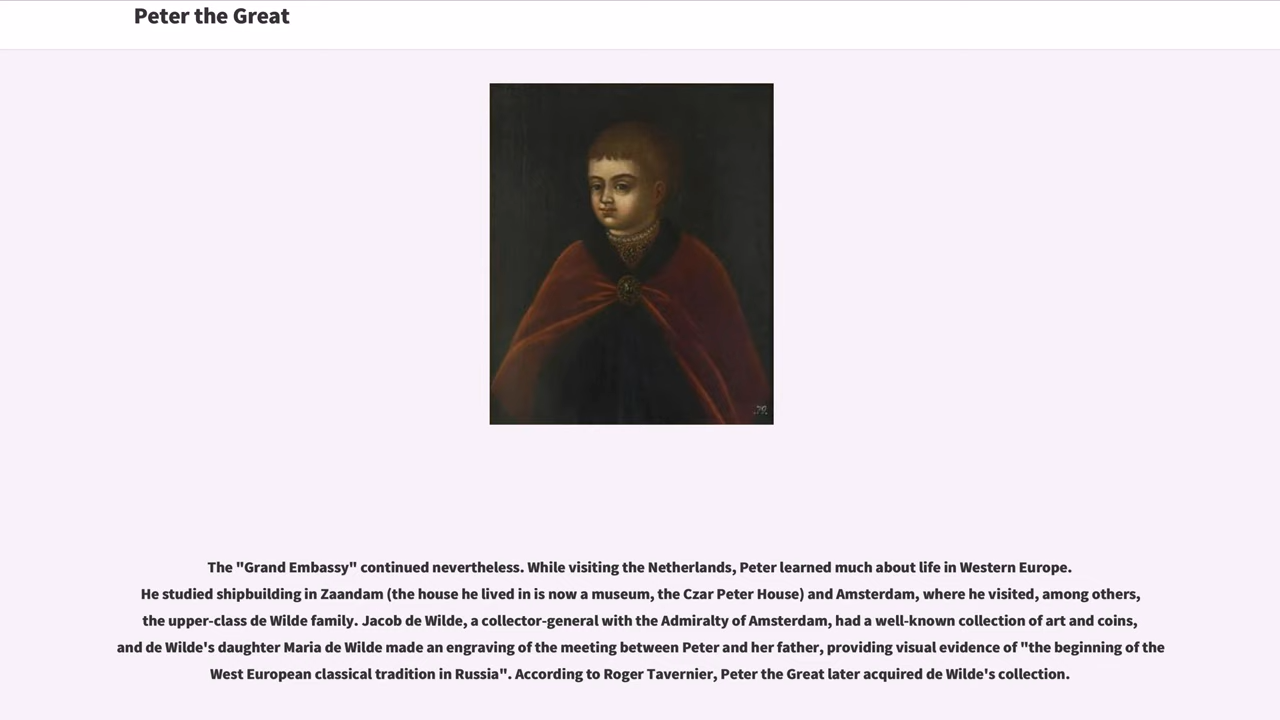 Peter the Great
The "Grand Embassy" continued nevertheless. While visiting the Netherlands, Peter learned much about life in Western Europe.
He studied shipbuilding in Zaandam (the house he lived in is now a museum, the Czar Peter House) and Amsterdam, where he visited, among others,
the upper-class de Wilde family. Jacob de Wilde, a collector-general with the Admiralty of Amsterdam, had a well-known collection of art and coins,
and de Wilde's daughter Maria de Wilde made an engraving of the meeting between Peter and her father, providing visual evidence of "the beginning of the
West European classical tradition in Russia". According to Roger Tavernier, Peter the Great later acquired de Wilde's collection.